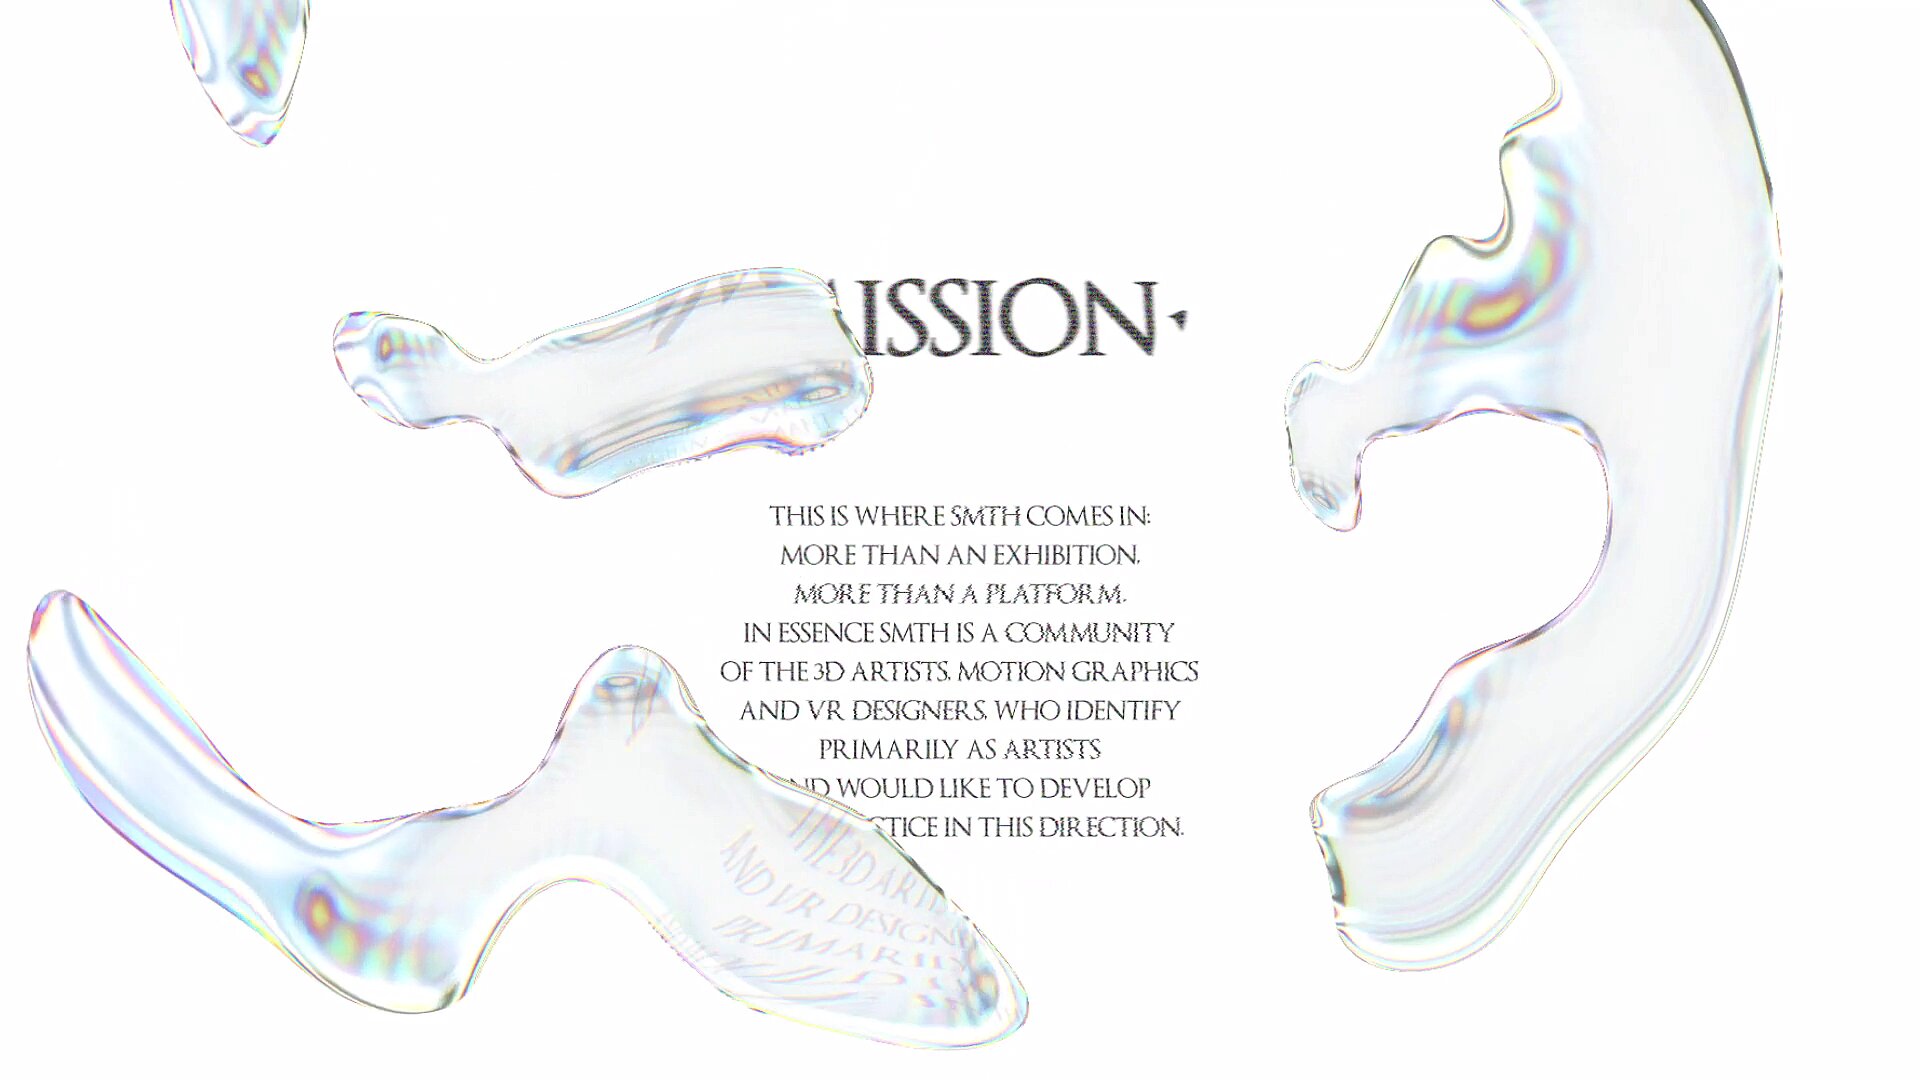 ISSION
THIS IS WHERE SMTH COMES IN:
MORE THAN AN EXHIBITION,
MORE THAN A PLATFORM.
IN ESSENCE SMTH IS A COMMUNITY
OF THE 3D ARTISTS, MOTION GRAPHICS
AND VR DESIGNERS, WHO IDENTIFY
PRIMARILY AS ARTISTS
WOULD LIKE TO DEVELOP
IN THIS DIRECTION.